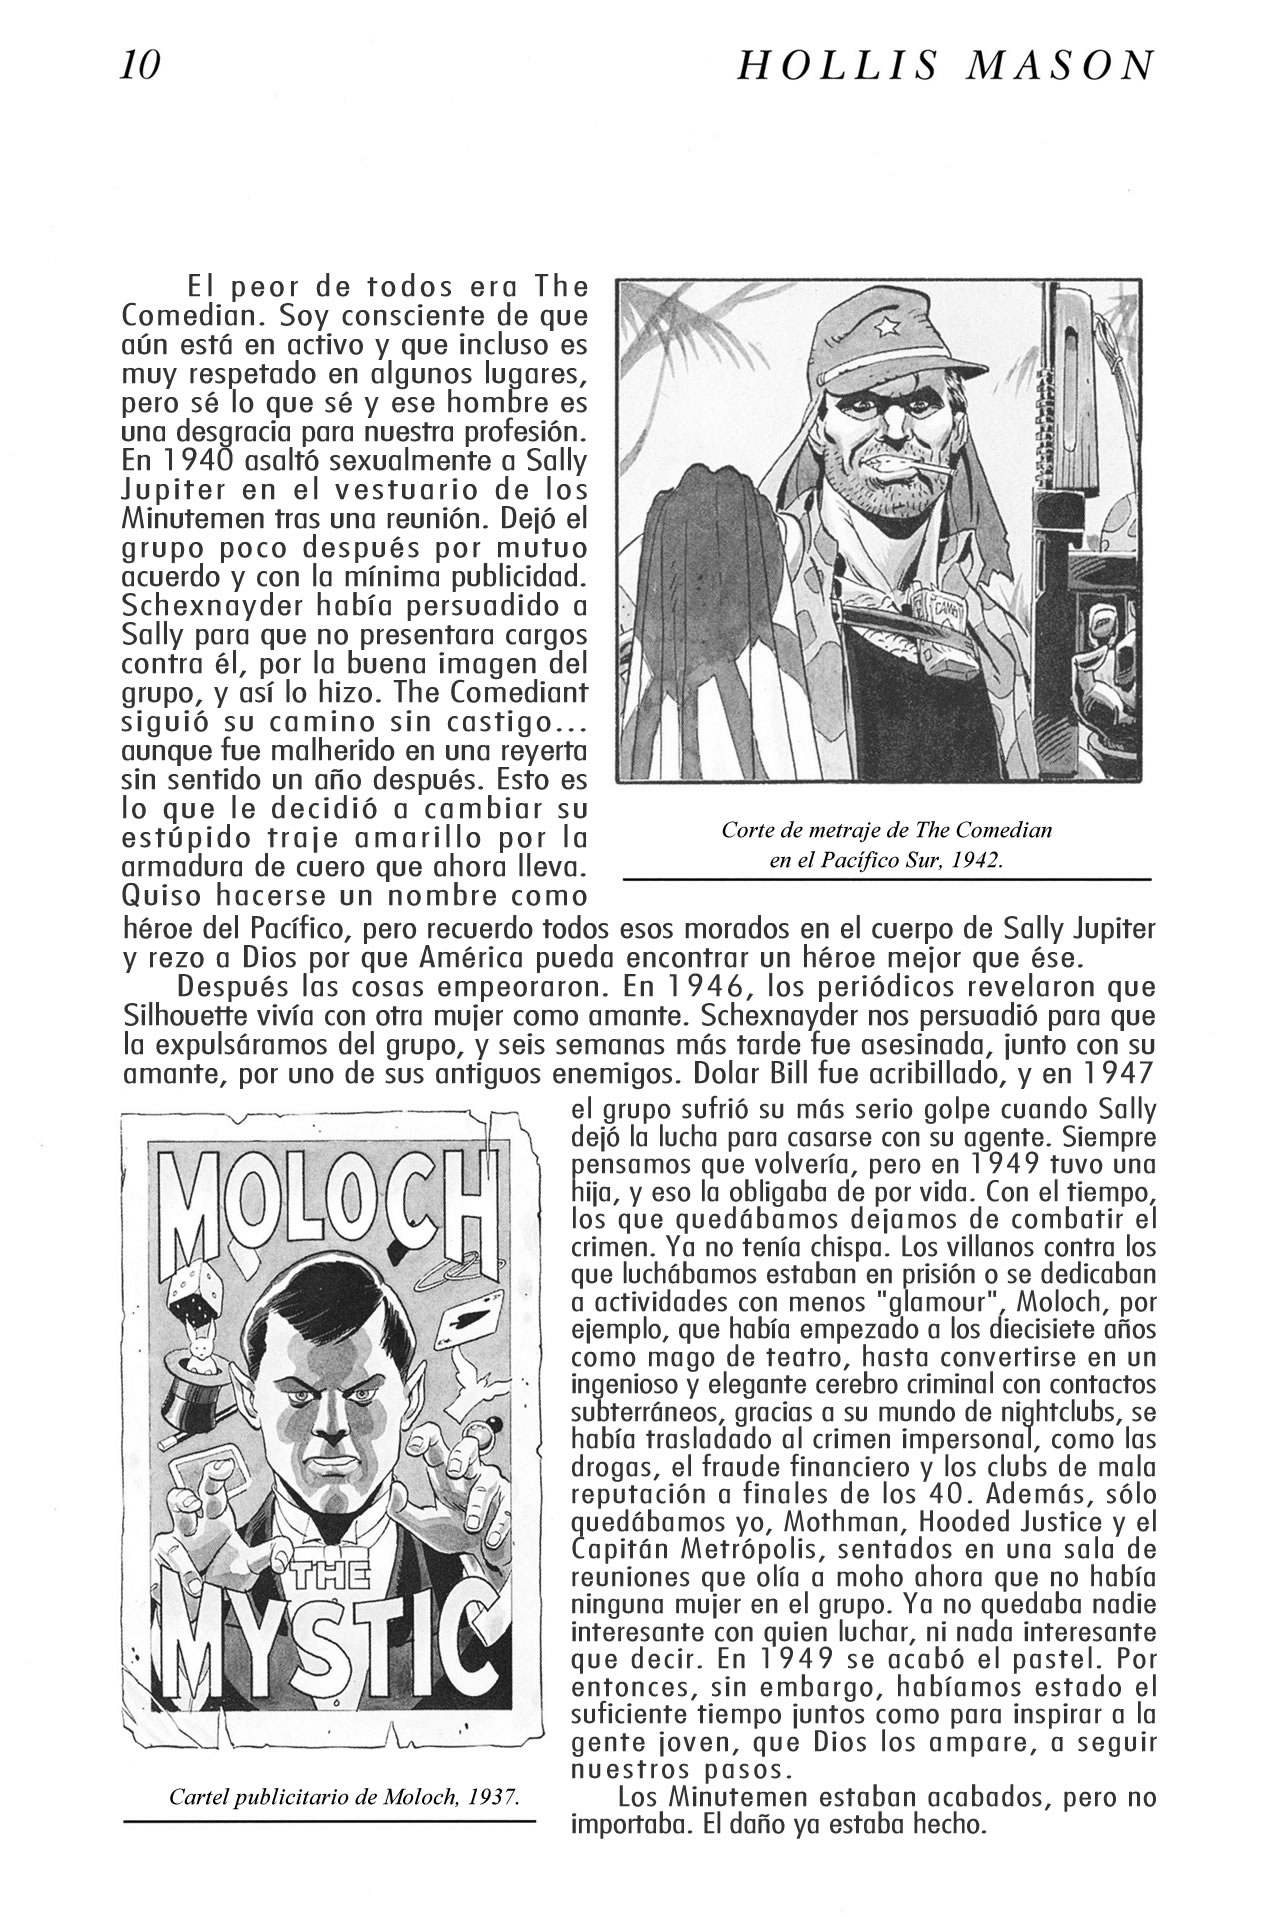 10
HOLLIS MASON
El peor de todos era The
Comedian. Soy consciente de que
aún está en activo y que incluso es
muy respetado en algunos lugares,
pero sé lo que sé y ese hombre es
una desgracia para nuestra profesión.
En 1940 asaltó sexualmente a Sally
Jupiter en el vestuario de los
Minutemen tras una reunión. Dejó el
grupo poco después por mutuo
acuerdo y con la mínima publicidad.
Schexnayder había persuadido a
Sally para que no presentara cargos
contra él, por la buena imagen del
grupo, y así lo hizo. The Comediant
siguió su camino sin castigo...
aunque fue malherido en una reyerta
sin sentido un año después. Esto es
lo que le decidió a cambiar su
estúpido traje amarillo por la
armadura de cuero que ahora lleva.
Quiso hacerse un nombre como
Corte de metraje de The Comedian
en el Pacífico Sur, 1942.
héroe del Pacífico, pero recuerdo todos esos morados en el cuerpo de Sally Jupiter
y rezo a Dios por que América pueda encontrar un héroe mejor que ése.
Después las cosas empeoraron. En 1946, los periódicos revelaron que
Silhouette vivía con otra mujer como amante. Schexnayder nos persuadió para que
la expulsáramos del grupo, y seis semanas más tarde fue asesinada, junto con su
amante, por uno de sus antiguos enemigos. Dolar Bill fue acribillado, y en 1947
el grupo sufrió su más serio golpe cuando Sally
dejó la lucha para casarse con su agente. Siempre
pensamos que volvería, pero en 1949 tuvo una
hija, y eso la obligaba de por vida. Con el tiempo,
los que quedábamos dejamos de combatir el
crimen. Ya no tenía chispa. Los villanos contra los
que luchábamos estaban en prisión o se dedicaban
a actividades con menos "glamour", Moloch, por
ejemplo, que había empezado a los diecisiete años
como mago de teatro, hasta convertirse en un
ingenioso y elegante cerebro criminal con contactos
subterráneos, gracias a su mundo de nightclubs, se
había trasladado al crimen impersonal, como las
drogas, el fraude financiero y los clubs de mala
reputación a finales de los 40. Además, sólo
quedábamos yo, Mothman, Hooded Justice y el
Capitán Metrópolis, sentados en una sala de
reuniones que olía a moho ahora que no había
ninguna mujer en el grupo. Ya no quedaba nadie
interesante con quien luchar, ni nada interesante
que decir. En 1949 se acabó el pastel. Por
entonces, sin embargo, habíamos estado el
suficiente tiempo juntos como para inspirar a la
gente joven, que Dios los ampare, a seguir
nuestros pasos.
Los Minutemen estaban acabados, pero no
importaba. El daño ya estaba hecho.
MOLOCH
THE
MYSTIC
Cartel publicitario de Moloch, 1937.